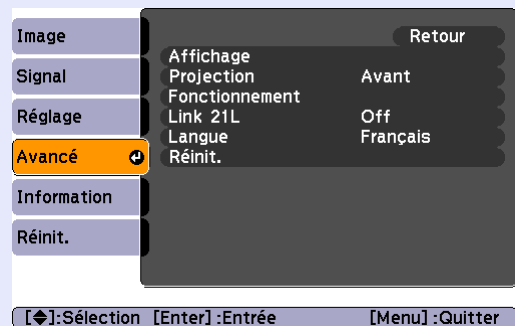 Image
Signal
Réglage
Avancé
Information
Réinit.
Retour
Affichage
Projection Avant
Fonctionnement
Link 21L Off
Langue Français
Réinit.
[◆]:Sélection [Enter] :Entrée [Menu] :Quitter